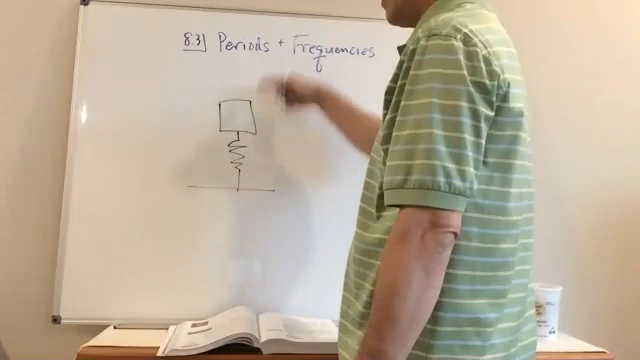 8.3] Periods + Frequencies